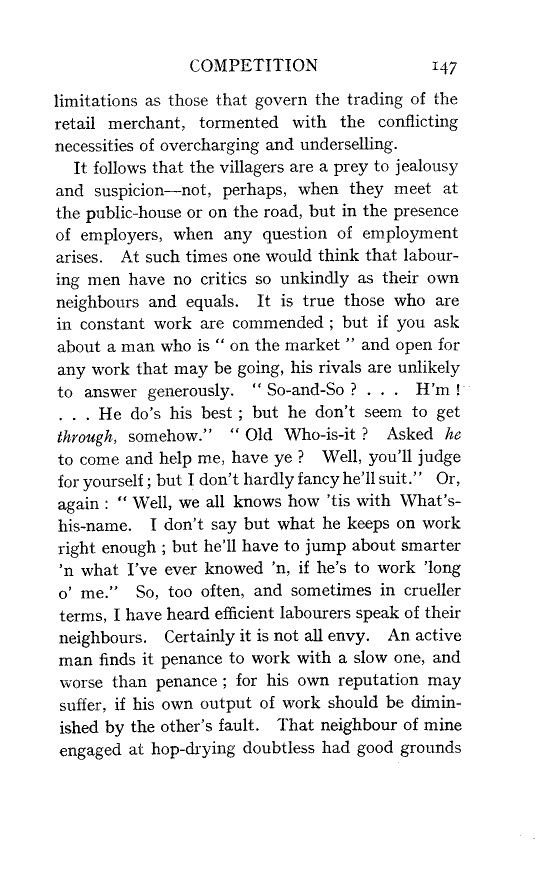 COMPETITION 147
limitations as those that govern the trading of the
retail merchant, tormented with the conflicting
necessities of overcharging and underselling.
It follows that the villagers are a prey to jealousy
and suspicion—not, perhaps, when they meet at
the public-house or on the road, but in the presence
of employers, when any question of employment
arises. At such times one would think that labour-
ing men have no critics so unkindly as their own
neighbours and equals. It is true those who are
in constant work are commended ; but if you ask
about a man who is “ on the market ” and open for
any work that may be going, his rivals are unlikely
to answer generously. “ So-and-So ? . . . H'm !
. . . He do's his best ; but he don't seem to get
through, somehow.” “ Old Who-is-it ? Asked he
to come and help me, have ye ? Well, you'll judge
for yourself ; but I don't hardly fancy he'll suit.” Or,
again : “ Well, we all knows how 'tis with What's-
his-name. I don't say but what he keeps on work
right enough ; but he'll have to jump about smarter
'n what I've ever knowed 'n, if he's to work 'long
o' me.” So, too often, and sometimes in crueller
terms, I have heard efficient labourers speak of their
neighbours. Certainly it is not all envy. An active
man finds it penance to work with a slow one, and
worse than penance ; for his own reputation may
suffer, if his own output of work should be dimin-
ished by the other's fault. That neighbour of mine
engaged at hop-drying doubtless had good grounds